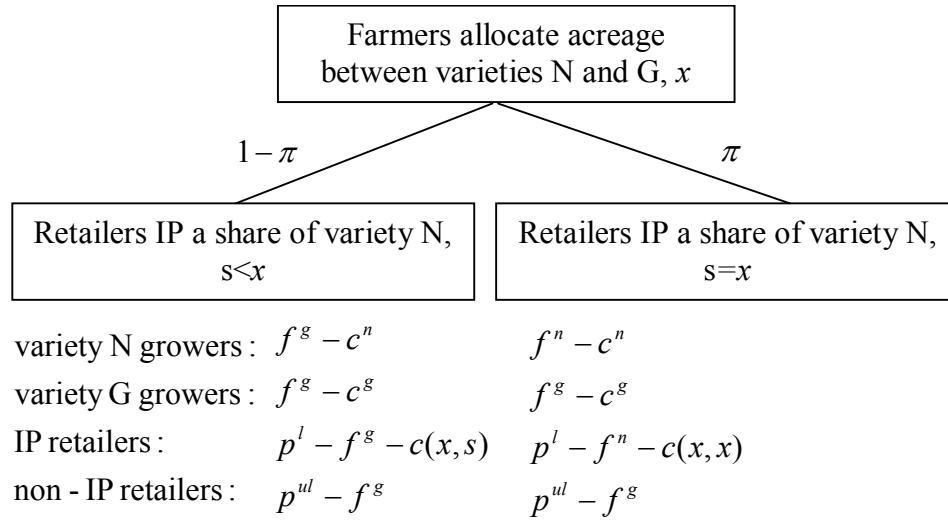 Farmers allocate acreage
between varieties N and G, x
1 − π
π
Retailers IP a share of variety N,
s<x
Retailers IP a share of variety N,
s=x
variety N growers : f^g − c^n f^n − c^n
variety G growers : f^g − c^g f^g − c^g
IP retailers : p^l − f^g − c(x, s) p^l − f^n − c(x, x)
non - IP retailers : p^{ul} − f^g p^{ul} − f^g